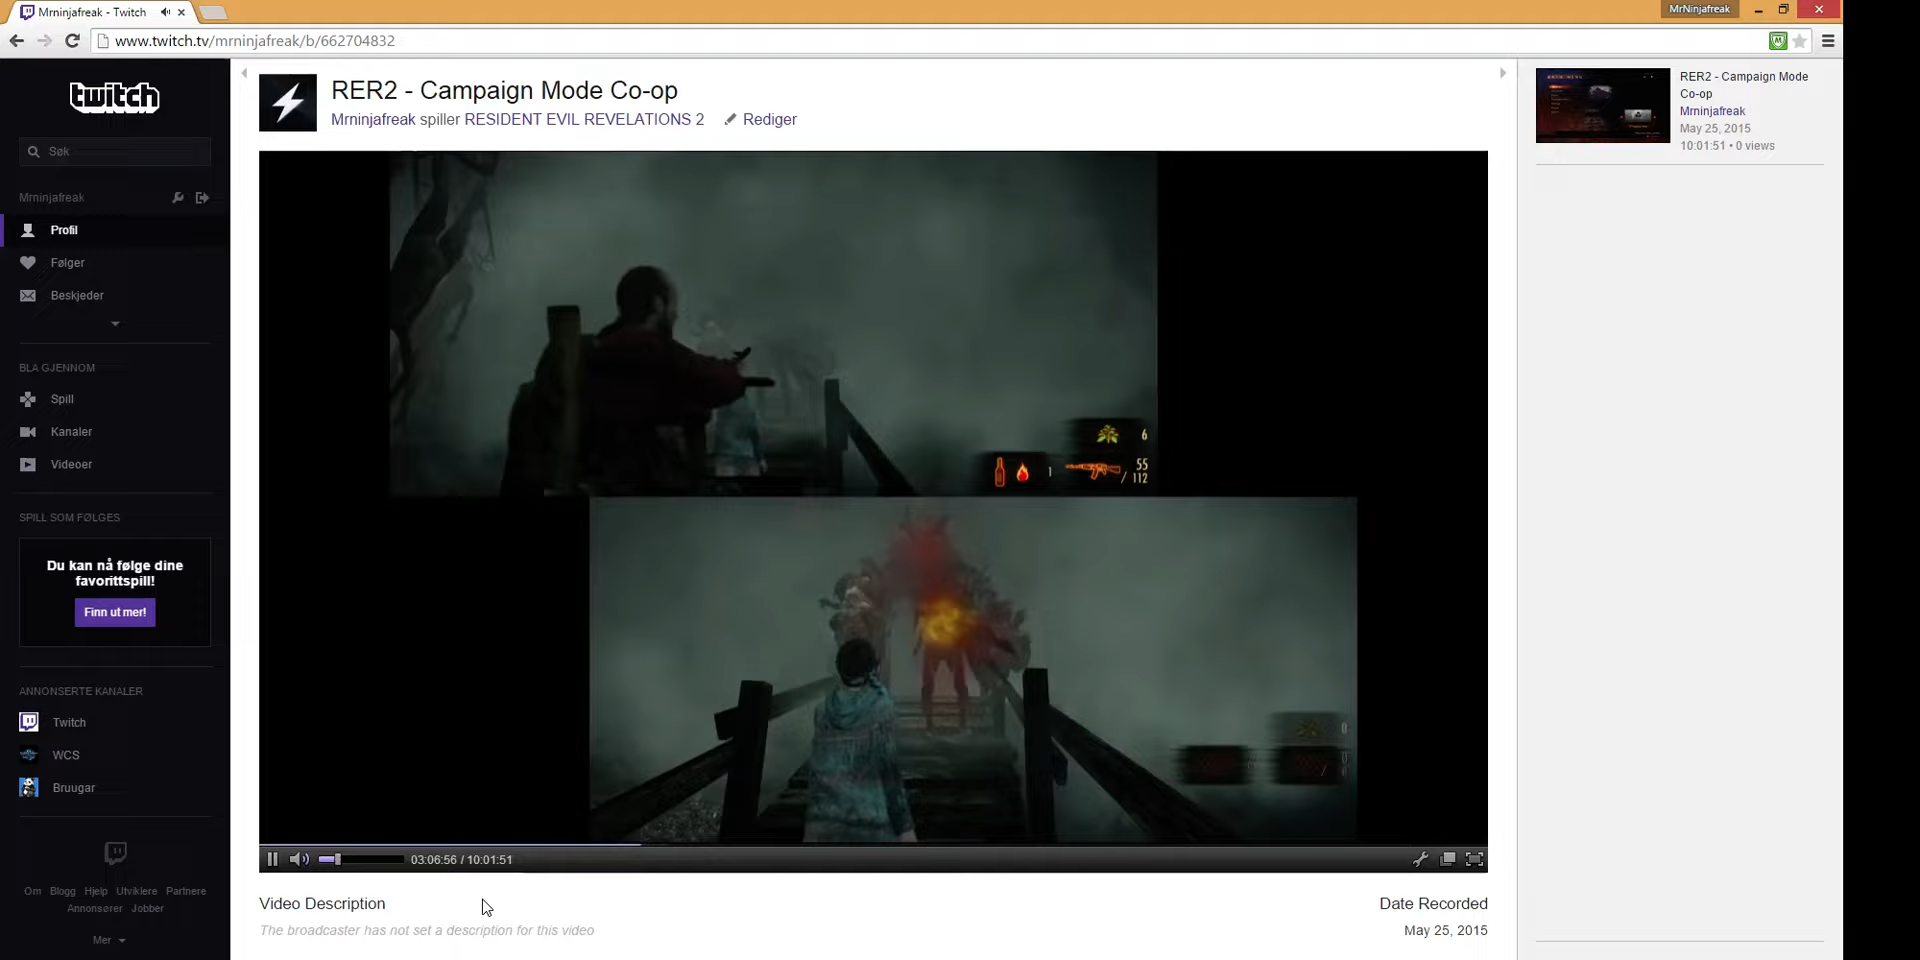 Mrninjafreak - Twitch
MrNinjafreak
www.twitch.tv/mrninjafreak/b/662704832
twitch
Søk
Mrninjafreak
Profil
Følger
Beskjeder
BLA GJENNOM
Spill
Kanaler
Videoer
SPILL SOM FØLGES
Du kan nå følge dine
favorittspill!
Finn ut mer!
ANNONSERTE KANALER
Twitch
WCS
Bruugar
Om Blogg Hjelp Utviklere Partnere
Annonsører Jobber
Mer
RER2 - Campaign Mode Co-op
Mrninjafreak spiller RESIDENT EVIL REVELATIONS 2 Rediger
6
1
55
/ 112
0
0
03:06:56 / 10:01:51
Video Description
The broadcaster has not set a description for this video
Date Recorded
May 25, 2015
RER2 - Campaign Mode
Co-op
Mrninjafreak
May 25, 2015
10:01:51 • 0 views